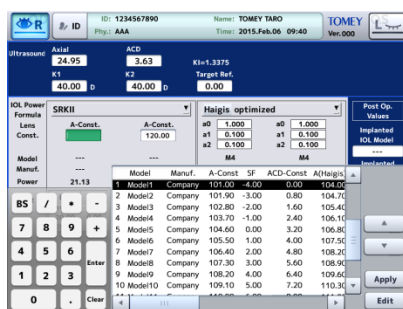 R
ID
ID: 1234567890
Name: TOMEY TARO
TOMEY
L
Phy.: AAA
Time: 2015.Feb.06 09:40
Ver.000
Ultrasound
Axial
ACD
24.95
3.63
KI=1.3375
K1
K2
Target Ref.
40.00 D
40.00 D
0.00
IOL Power
Formula
SRKII
Haigis optimized
Post Op.
Values
Lens
Const.
A-Const.
A-Const.
120.00
a0 1.000
a0 1.000
a1 0.100
a1 0.100
a2 0.100
a2 0.100
Implanted
IOL Model
---
Implanted
Model
---
---
M4
M4
Manuf.
---
---
Power
21.13
Model Manuf. A-Const SF ACD-Const A(Haigis
1 Model1 Company 101.00 -4.00 0.00 104.00
2 Model2 Company 101.90 -3.00 0.80 104.70
3 Model3 Company 102.80 -2.00 1.60 105.40
4 Model4 Company 103.70 -1.00 2.40 106.10
5 Model5 Company 104.60 0.00 3.20 106.80
6 Model6 Company 105.50 1.00 4.00 107.50
7 Model7 Company 106.40 2.00 4.80 108.20
8 Model8 Company 107.30 3.00 5.60 108.90
9 Model9 Company 108.20 4.00 6.40 109.60
10 Model10 Company 109.10 5.00 7.20 110.30
BS / * -
7 8 9 +
4 5 6
Enter
1 2 3
0 . Clear
Apply
Edit